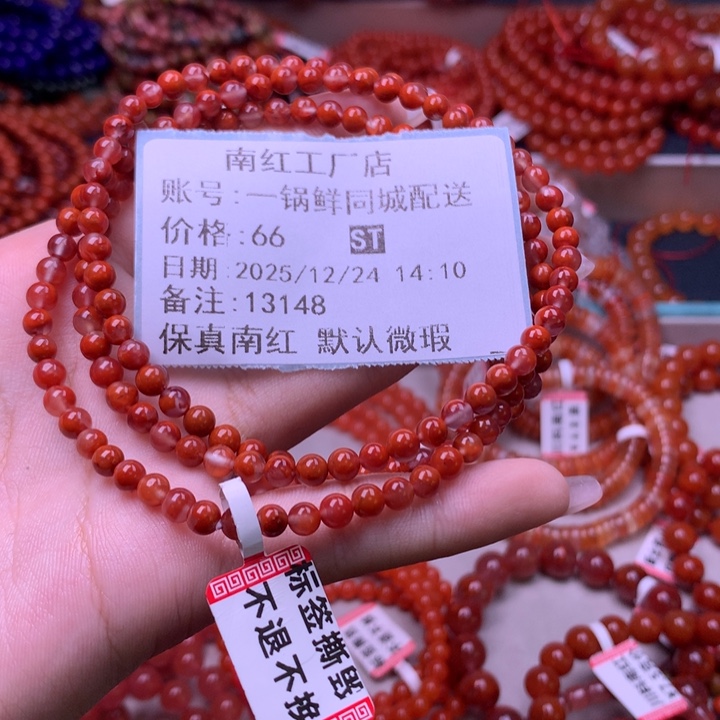 南红工厂店
账号:一锅鲜同城配送
价格:66 ST
日期:2025/12/24 14:10
备注:13148
保真南红 默认微瑕
标签撕毁
不退不换